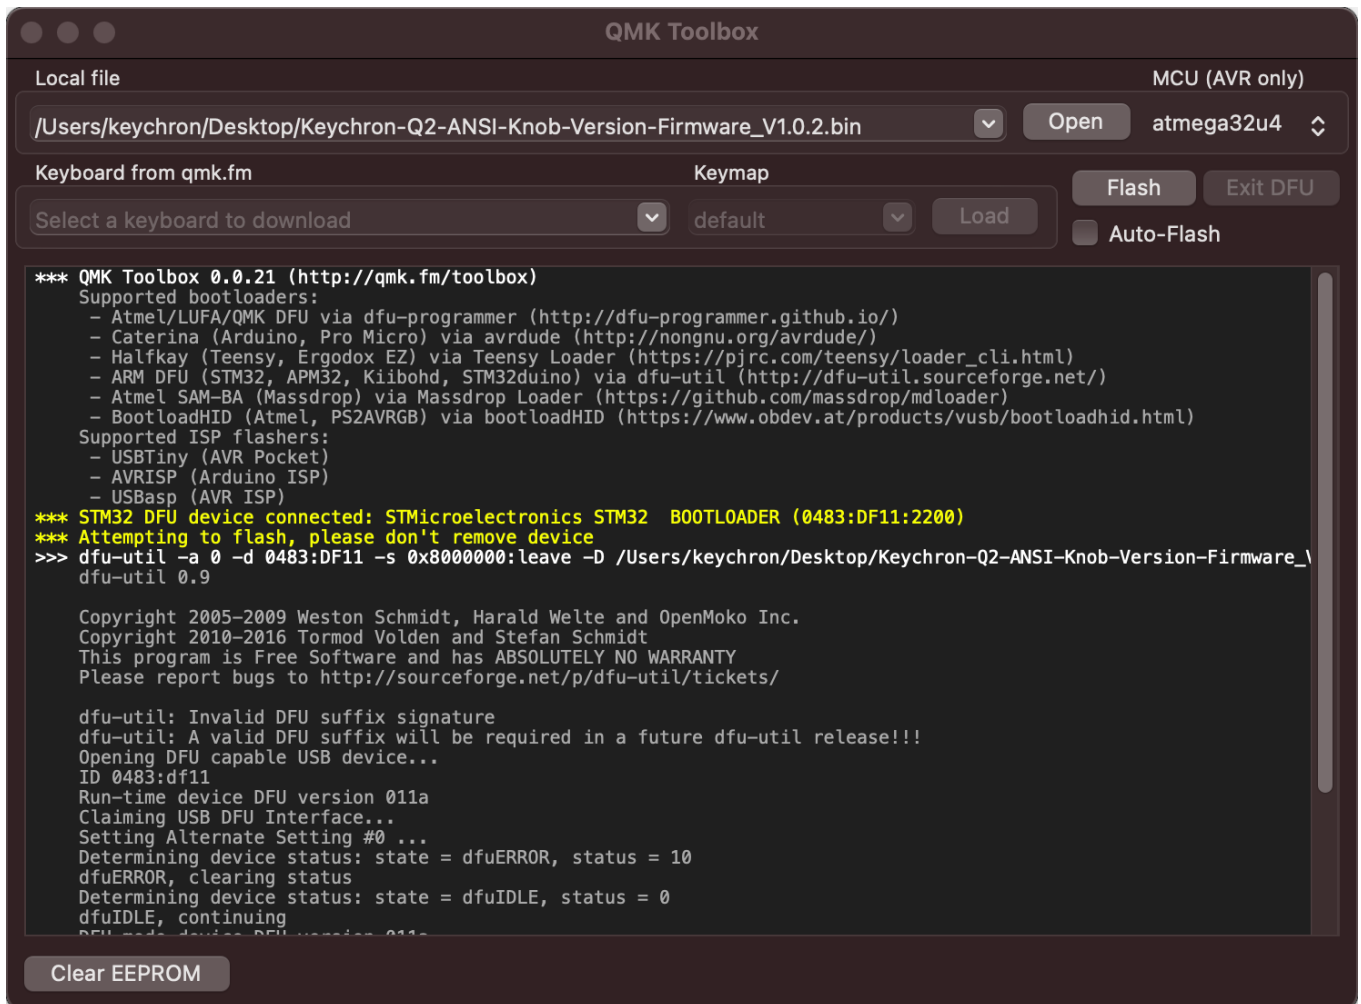 QMK Toolbox
Local file
MCU (AVR only)
/Users/keychron/Desktop/Keychron-Q2-ANSI-Knob-Version-Firmware_V1.0.2.bin
Open
atmega32u4
Keyboard from qmk.fm
Keymap
Select a keyboard to download
default
Load
Flash
Exit DFU
Auto-Flash
*** QMK Toolbox 0.0.21 (http://qmk.fm/toolbox)
Supported bootloaders:
– Atmel/LUFA/QMK DFU via dfu-programmer (http://dfu-programmer.github.io/)
– Caterina (Arduino, Pro Micro) via avrdude (http://nongnu.org/avrdude/)
– Halfkay (Teensy, Ergodox EZ) via Teensy Loader (https://pjrc.com/teensy/loader_cli.html)
– ARM DFU (STM32, APM32, Kiibohd, STM32duino) via dfu-util (http://dfu-util.sourceforge.net/)
– Atmel SAM-BA (Massdrop) via Massdrop Loader (https://github.com/massdrop/mdloader)
– BootloadHID (Atmel, PS2AVRGB) via bootloadHID (https://www.obdev.at/products/vusb/bootloadhid.html)
Supported ISP flashers:
– USBTiny (AVR Pocket)
– AVRISP (Arduino ISP)
– USBasp (AVR ISP)
*** STM32 DFU device connected: STMicroelectronics STM32  BOOTLOADER (0483:DF11:2200)
*** Attempting to flash, please don't remove device
>>> dfu-util -a 0 -d 0483:DF11 -s 0x8000000:leave -D /Users/keychron/Desktop/Keychron-Q2-ANSI-Knob-Version-Firmware_V
dfu-util 0.9
Copyright 2005-2009 Weston Schmidt, Harald Welte and OpenMoko Inc.
Copyright 2010-2016 Tormod Volden and Stefan Schmidt
This program is Free Software and has ABSOLUTELY NO WARRANTY
Please report bugs to http://sourceforge.net/p/dfu-util/tickets/
dfu-util: Invalid DFU suffix signature
dfu-util: A valid DFU suffix will be required in a future dfu-util release!!!
Opening DFU capable USB device...
ID 0483:df11
Run-time device DFU version 011a
Claiming USB DFU Interface...
Setting Alternate Setting #0 ...
Determining device status: state = dfuERROR, status = 10
dfuERROR, clearing status
Determining device status: state = dfuIDLE, status = 0
dfuIDLE, continuing
DFU mode device DFU version 011a
Clear EEPROM